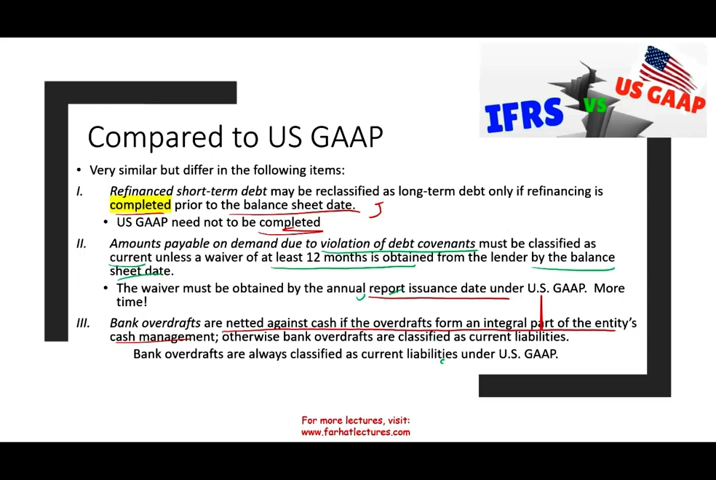 IFRS
VS
US GAAP
Compared to US GAAP
• Very similar but differ in the following items:
I. Refinanced short-term debt may be reclassified as long-term debt only if refinancing is
completed prior to the balance sheet date.
• US GAAP need not to be completed
II. Amounts payable on demand due to violation of debt covenants must be classified as
current unless a waiver of at least 12 months is obtained from the lender by the balance
sheet date.
• The waiver must be obtained by the annual report issuance date under U.S. GAAP. More
time!
III. Bank overdrafts are netted against cash if the overdrafts form an integral part of the entity's
cash management; otherwise bank overdrafts are classified as current liabilities.
Bank overdrafts are always classified as current liabilities under U.S. GAAP.
For more lectures, visit:
www.farhatlectures.com